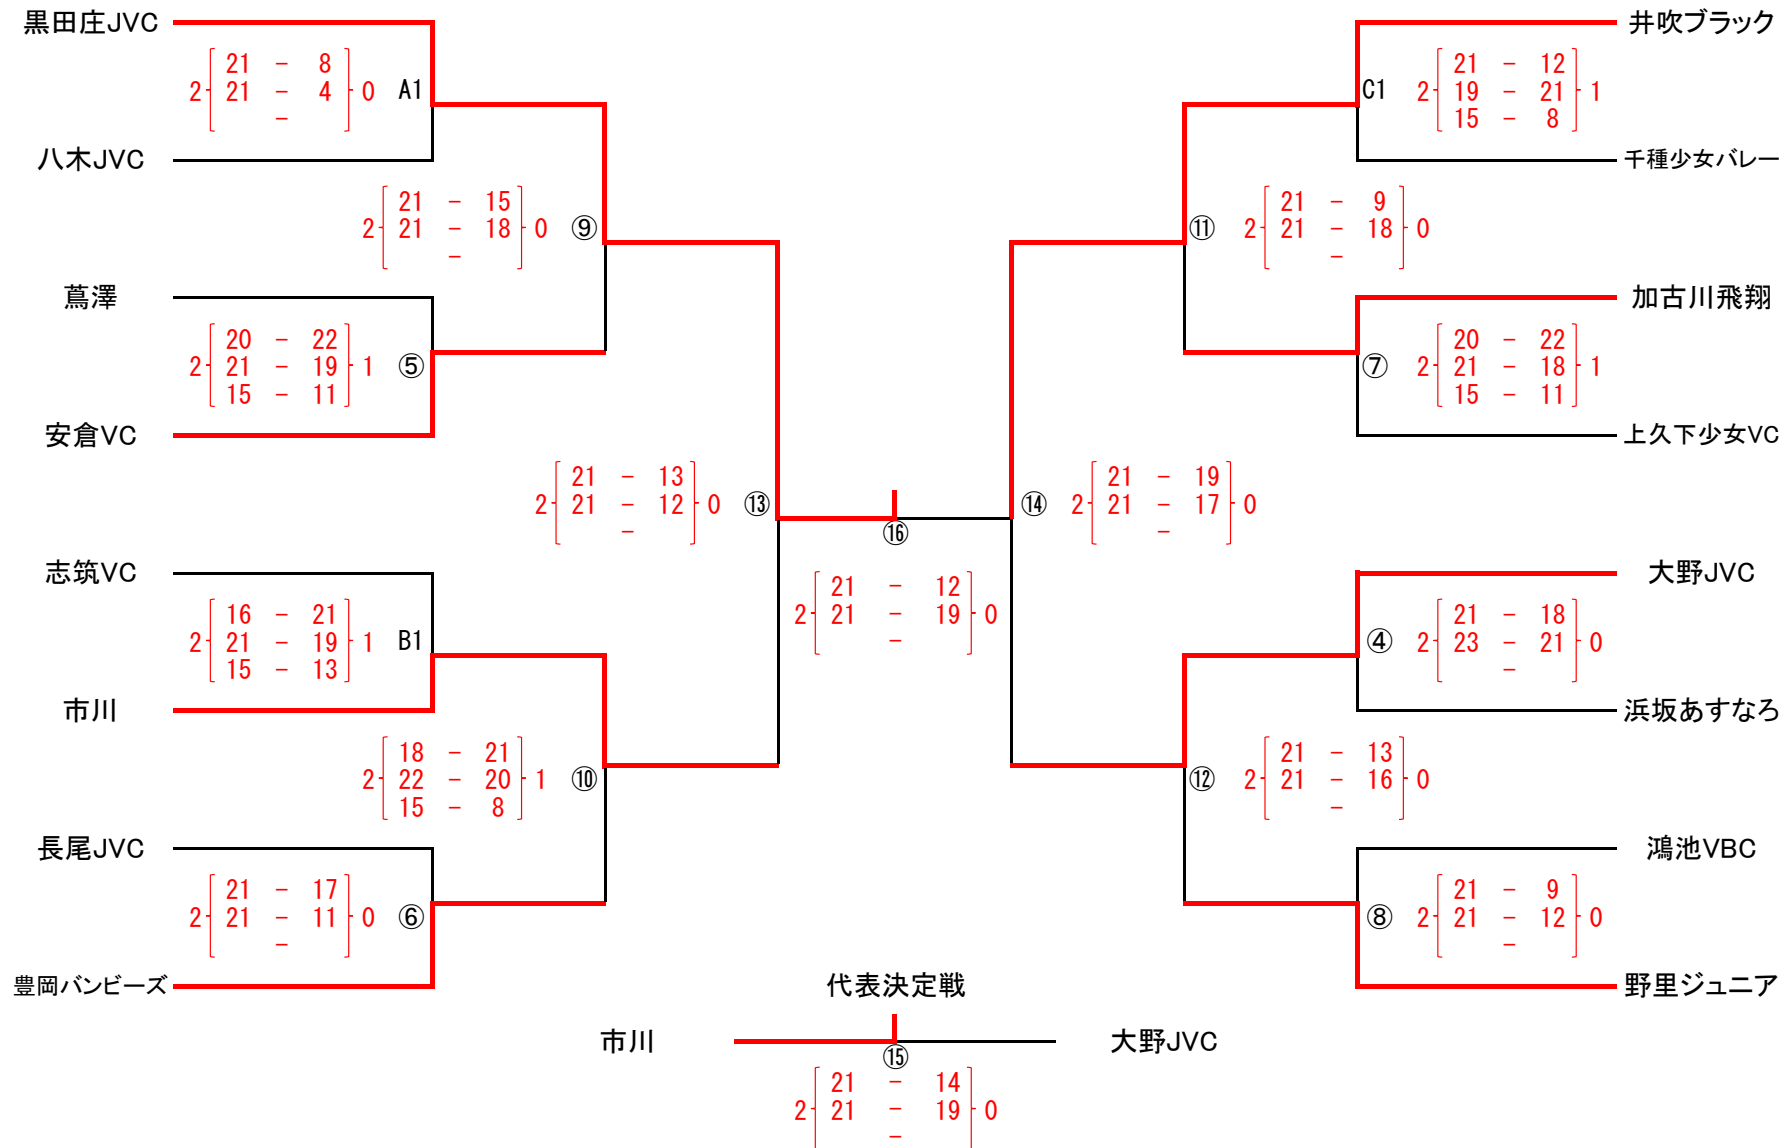 黒田庄JVC
21 － 8
2 21 － 4 0 A1
－
八木JVC
21 － 15
2 21 － 18 0 ⑨
－
蔦澤
20 － 22
2 21 － 19 1 ⑤
15 － 11
安倉VC
21 － 13
2 21 － 12 0 ⑬
－
志筑VC
16 － 21
2 21 － 19 1 B1
15 － 13
市川
18 － 21
2 22 － 20 1 ⑩
15 － 8
長尾JVC
21 － 17
2 21 － 11 0 ⑥
－
豊岡バンビーズ
⑯
21 － 12
2 21 － 19 0
－
井吹ブラック
21 － 12
C1 2 19 － 21 1
15 － 8
千種少女バレー
21 － 9
⑪ 2 21 － 18 0
－
加古川飛翔
20 － 22
⑦ 2 21 － 18 1
15 － 11
上久下少女VC
21 － 19
⑭ 2 21 － 17 0
－
大野JVC
21 － 18
④ 2 23 － 21 0
－
浜坂あすなろ
21 － 13
⑫ 2 21 － 16 0
－
鴻池VBC
21 － 9
⑧ 2 21 － 12 0
－
野里ジュニア
代表決定戦
市川 大野JVC
⑮
21 － 14
2 21 － 19 0
－